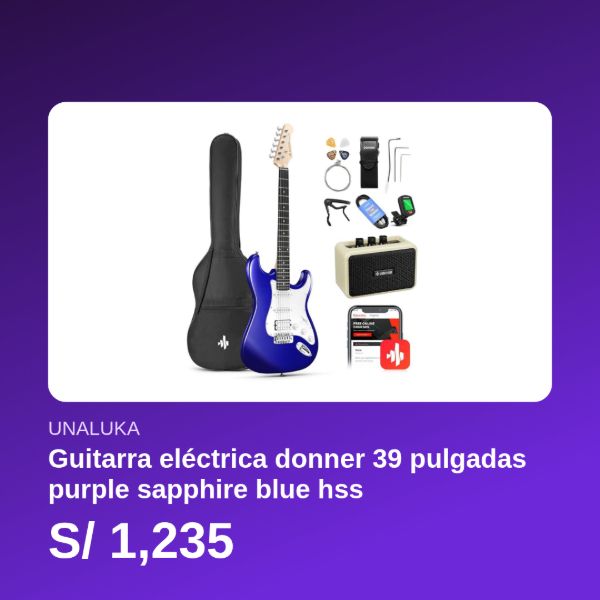 UNALUKA
Guitarra eléctrica donner 39 pulgadas
purple sapphire blue hss
S/ 1,235